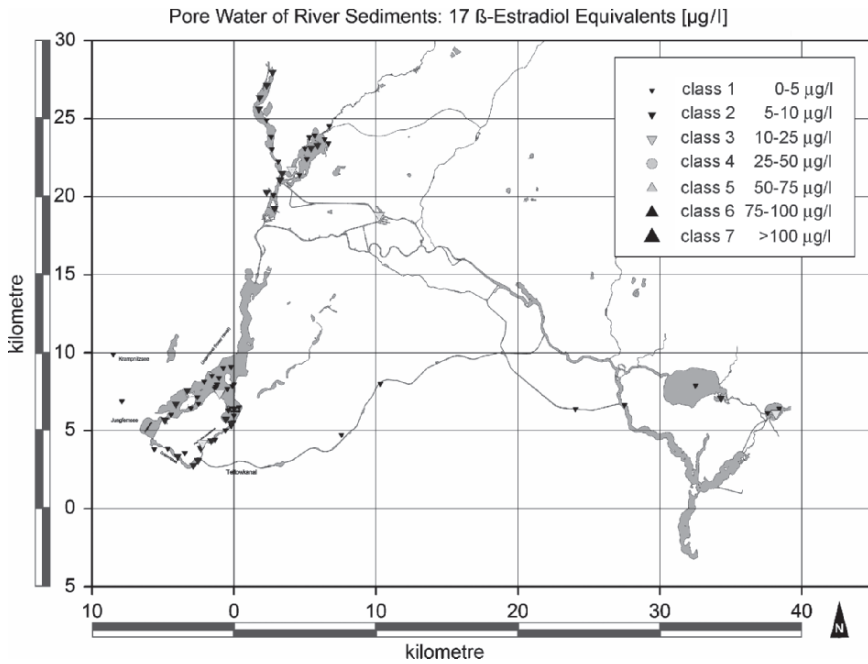 Pore Water of River Sediments: 17 ß-Estradiol Equivalents [µg/l]
30
25
20
15
10
5
0
5
kilometre
class 1 0-5 µg/l
class 2 5-10 µg/l
class 3 10-25 µg/l
class 4 25-50 µg/l
class 5 50-75 µg/l
class 6 75-100 µg/l
class 7 >100 µg/l
Krampnitzsee
Jungfernsee
Teltowkanal
10 0 10 20 30 40
kilometre
N